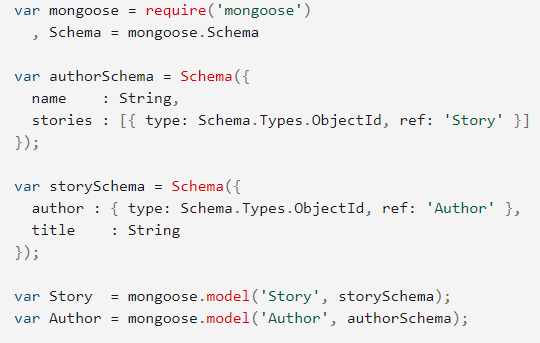 var mongoose = require('mongoose')
  , Schema = mongoose.Schema

var authorSchema = Schema({
  name    : String,
  stories : [{ type: Schema.Types.ObjectId, ref: 'Story' }]
});

var storySchema = Schema({
  author : { type: Schema.Types.ObjectId, ref: 'Author' },
  title    : String
});

var Story  = mongoose.model('Story', storySchema);
var Author = mongoose.model('Author', authorSchema);